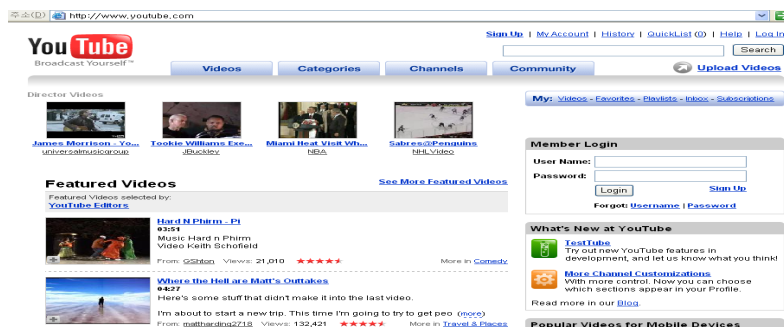 주소(D) http://www.youtube.com
Sign Up | My Account | History | QuickList (0) | Help | Log In
YouTube
Broadcast Yourself™
Search
Videos Categories Channels Community Upload Videos
Director Videos
James Morrison - Yo...
universalmusicgroup
Tookie Williams Exe...
JBuckley
Miami Heat Visit Wh...
NBA
Sabres@Penguins
NHLVideo
My: Videos - Favorites - Playlists - Inbox - Subscriptions
Featured Videos
See More Featured Videos
Featured Videos selected by:
YouTube Editors
Hard N Phirm - Pi
03:51
Music Hard n Phirm
Video Keith Schofield
From: GShton Views: 21,010 More in Comedy
Where the Hell are Matt's Outtakes
04:27
Here's some stuff that didn't make it into the last video.
I'm about to start a new trip. This time I'm going to try to get peo (more)
From: mattharding2718 Views: 132,421 More in Travel & Places
Member Login
User Name:
Password:
Login Sign Up
Forgot: Username | Password
What's New at YouTube
TestTube
Try out new YouTube features in
development, and let us know what you think!
More Channel Customizations
With more control. Now you can choose
which sections appear in your Profile.
Read more in our Blog.
Popular Videos for Mobile Devices